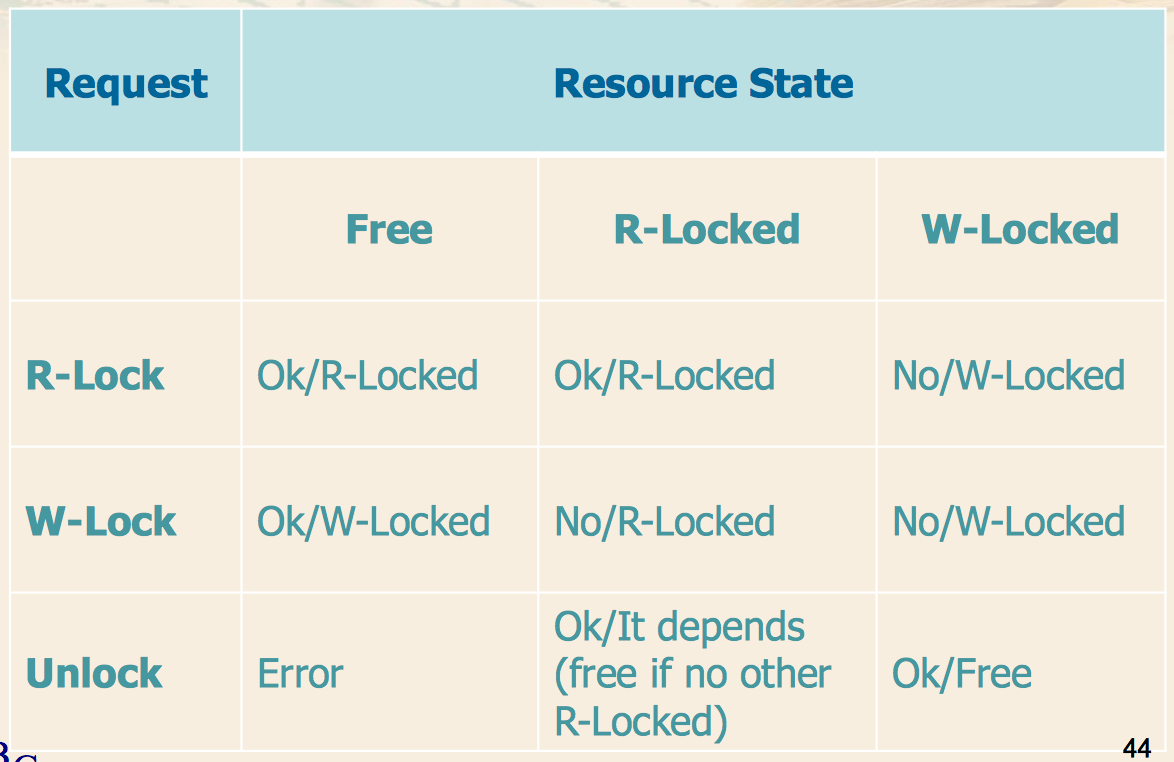 Request Resource State
Free R-Locked W-Locked
R-Lock Ok/R-Locked Ok/R-Locked No/W-Locked
W-Lock Ok/W-Locked No/R-Locked No/W-Locked
Unlock Error Ok/It depends
(free if no other
R-Locked) Ok/Free
44